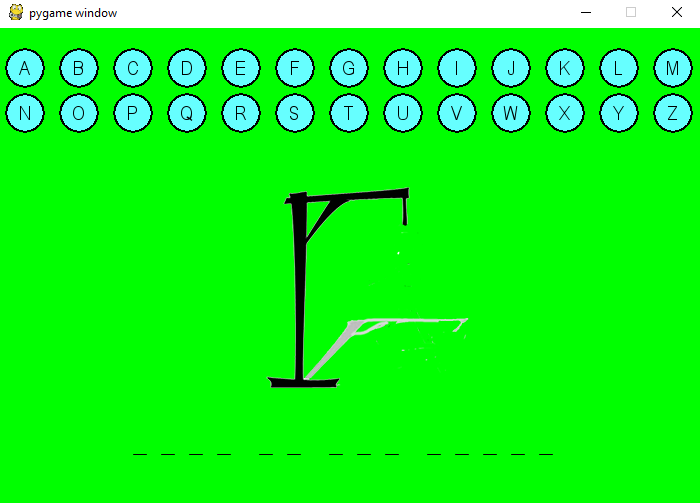 pygame window
A B C D E F G H I J K L M
N O P Q R S T U V W X Y Z
_ _ _ _  _ _  _ _ _  _ _ _ _ _